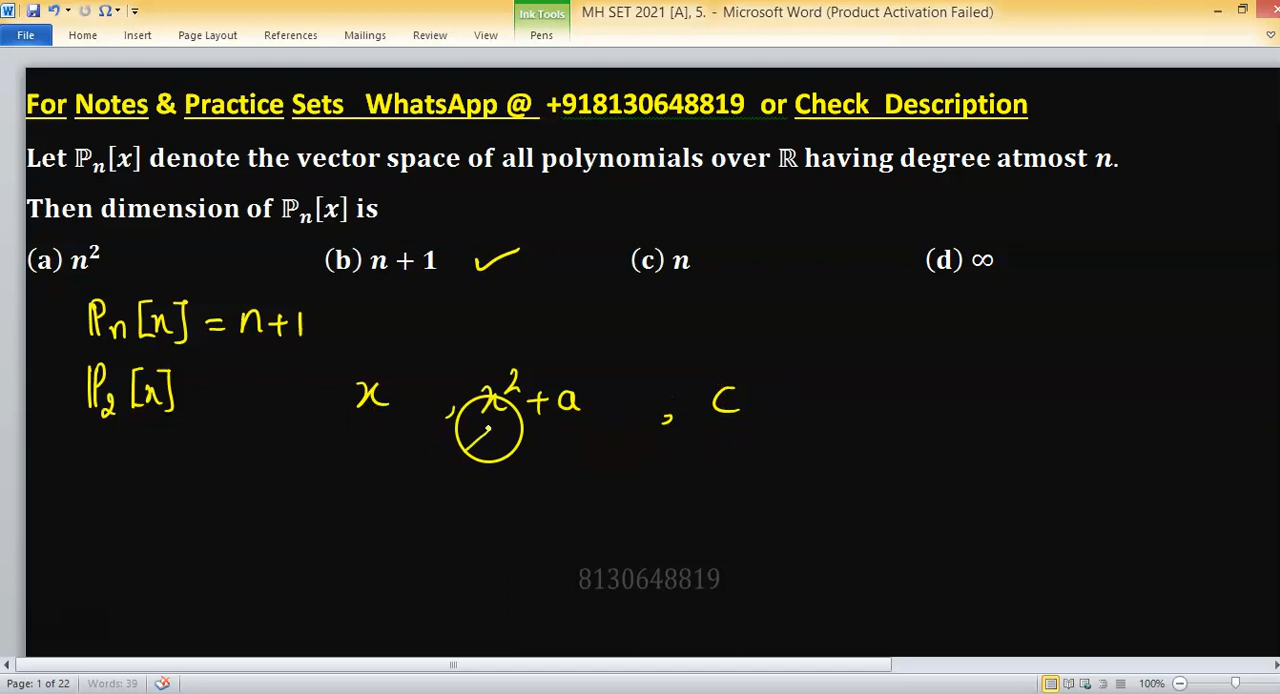 Ink Tools
MH SET 2021 [A], 5. - Microsoft Word (Product Activation Failed)
File Home Insert Page Layout References Mailings Review View Pens
For Notes & Practice Sets WhatsApp @ +918130648819 or Check Description
Let ℙₙ[x] denote the vector space of all polynomials over ℝ having degree atmost n.
Then dimension of ℙₙ[x] is
(a) n² (b) n + 1 ✓ (c) n (d) ∞
ℙₙ[x] = n+1
ℙ₂[x] x , x²+a , C
8130648819
Page: 1 of 22 Words: 39 100%